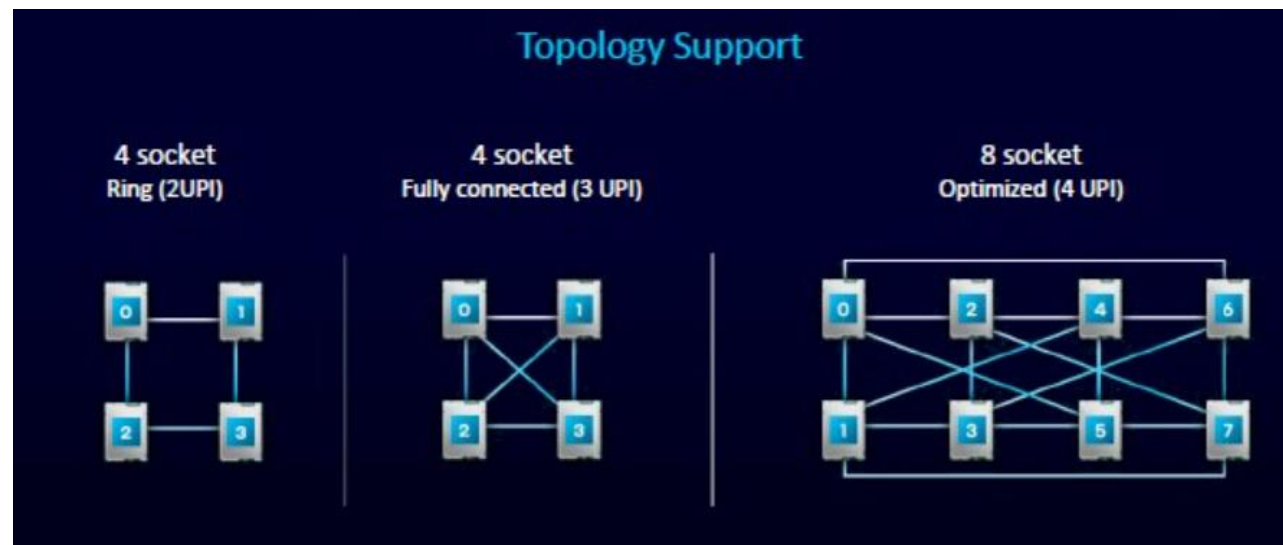 Topology Support
4 socket
Ring (2UPI)
0
1
2
3
4 socket
Fully connected (3 UPI)
0
1
2
3
8 socket
Optimized (4 UPI)
0
2
4
6
1
3
5
7